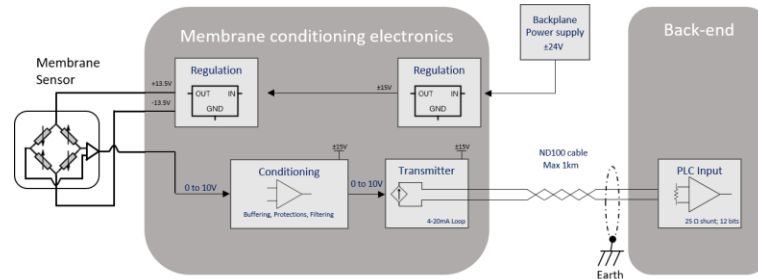 Membrane conditioning electronics
Backplane
Power supply
±24V
Back-end
Membrane
Sensor
+13.5V
-13.5V
Regulation
OUT IN
GND
±15V
Regulation
OUT IN
GND
±15V
±15V
ND100 cable
Max 1km
0 to 10V
Conditioning
Buffering, Protections, Filtering
0 to 10V
Transmitter
4-20mA Loop
PLC Input
25 Ω shunt; 12 bits
Earth